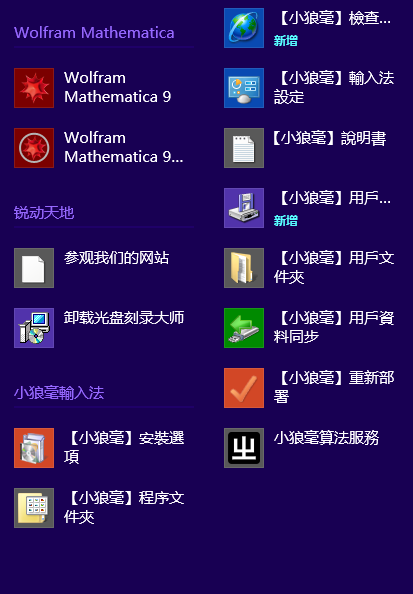 Wolfram Mathematica
Wolfram
Mathematica 9
Wolfram
Mathematica 9...
锐动天地
参观我们的网站
卸载光盘刻录大师
小狼毫輸入法
【小狼毫】安裝選
項
【小狼毫】程序文
件夾
【小狼毫】檢查...
新增
【小狼毫】輸入法
設定
【小狼毫】說明書
【小狼毫】用戶...
新增
【小狼毫】用戶文
件夾
【小狼毫】用戶資
料同步
【小狼毫】重新部
署
小狼毫算法服務